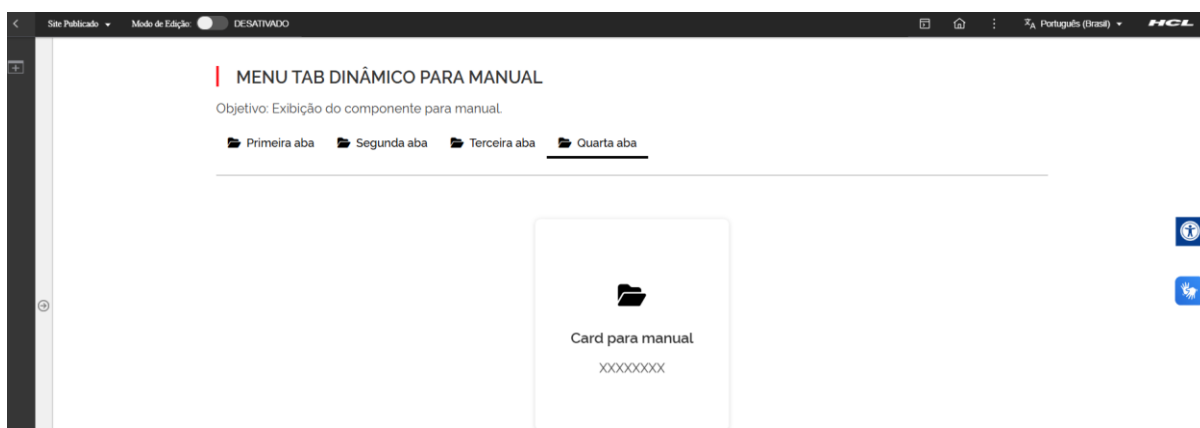 Site Publicado Modo de Edição: DESATIVADO Português (Brasil) HCL
MENU TAB DINÂMICO PARA MANUAL
Objetivo: Exibição do componente para manual.
Primeira aba Segunda aba Terceira aba Quarta aba
Card para manual
XXXXXXXX